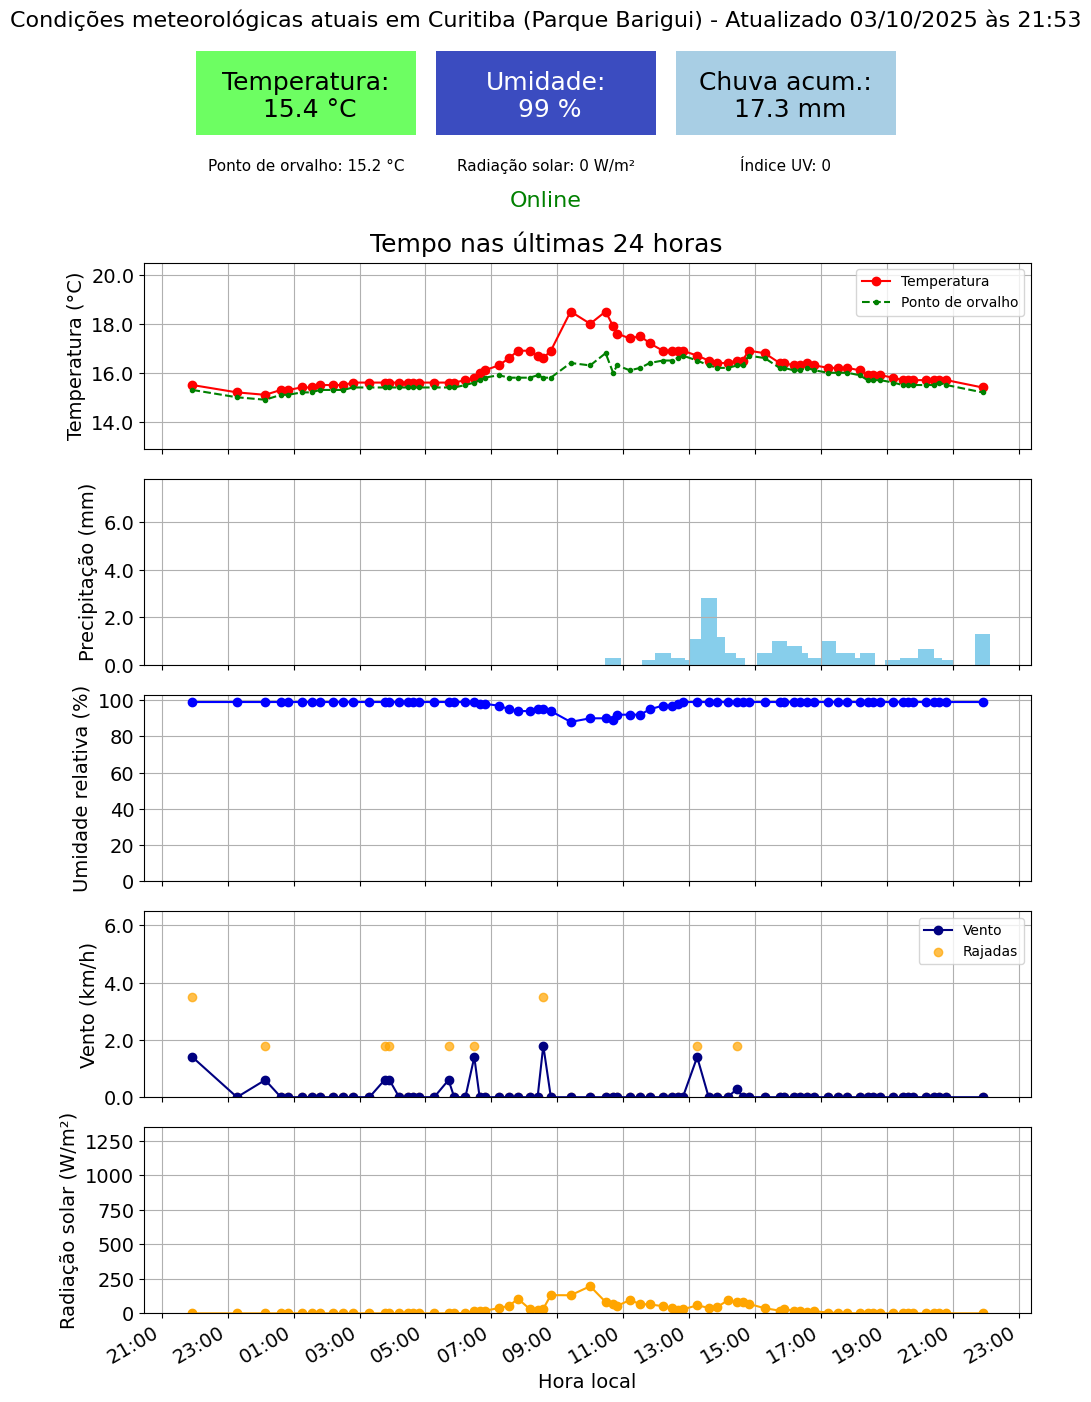 Condições meteorológicas atuais em Curitiba (Parque Barigui) - Atualizado 03/10/2025 às 21:53
Temperatura:
15.4 °C
Umidade:
99 %
Chuva acum.:
17.3 mm
Ponto de orvalho: 15.2 °C
Radiação solar: 0 W/m²
Índice UV: 0
Online
Tempo nas últimas 24 horas
Temperatura (°C)
20.0
18.0
16.0
14.0
Temperatura
Ponto de orvalho
Precipitação (mm)
6.0
4.0
2.0
0.0
Umidade relativa (%)
100
80
60
40
20
0
Vento (km/h)
6.0
4.0
2.0
0.0
Vento
Rajadas
Radiação solar (W/m²)
1250
1000
750
500
250
0
21:00
23:00
01:00
03:00
05:00
07:00
09:00
11:00
13:00
15:00
17:00
19:00
21:00
23:00
Hora local